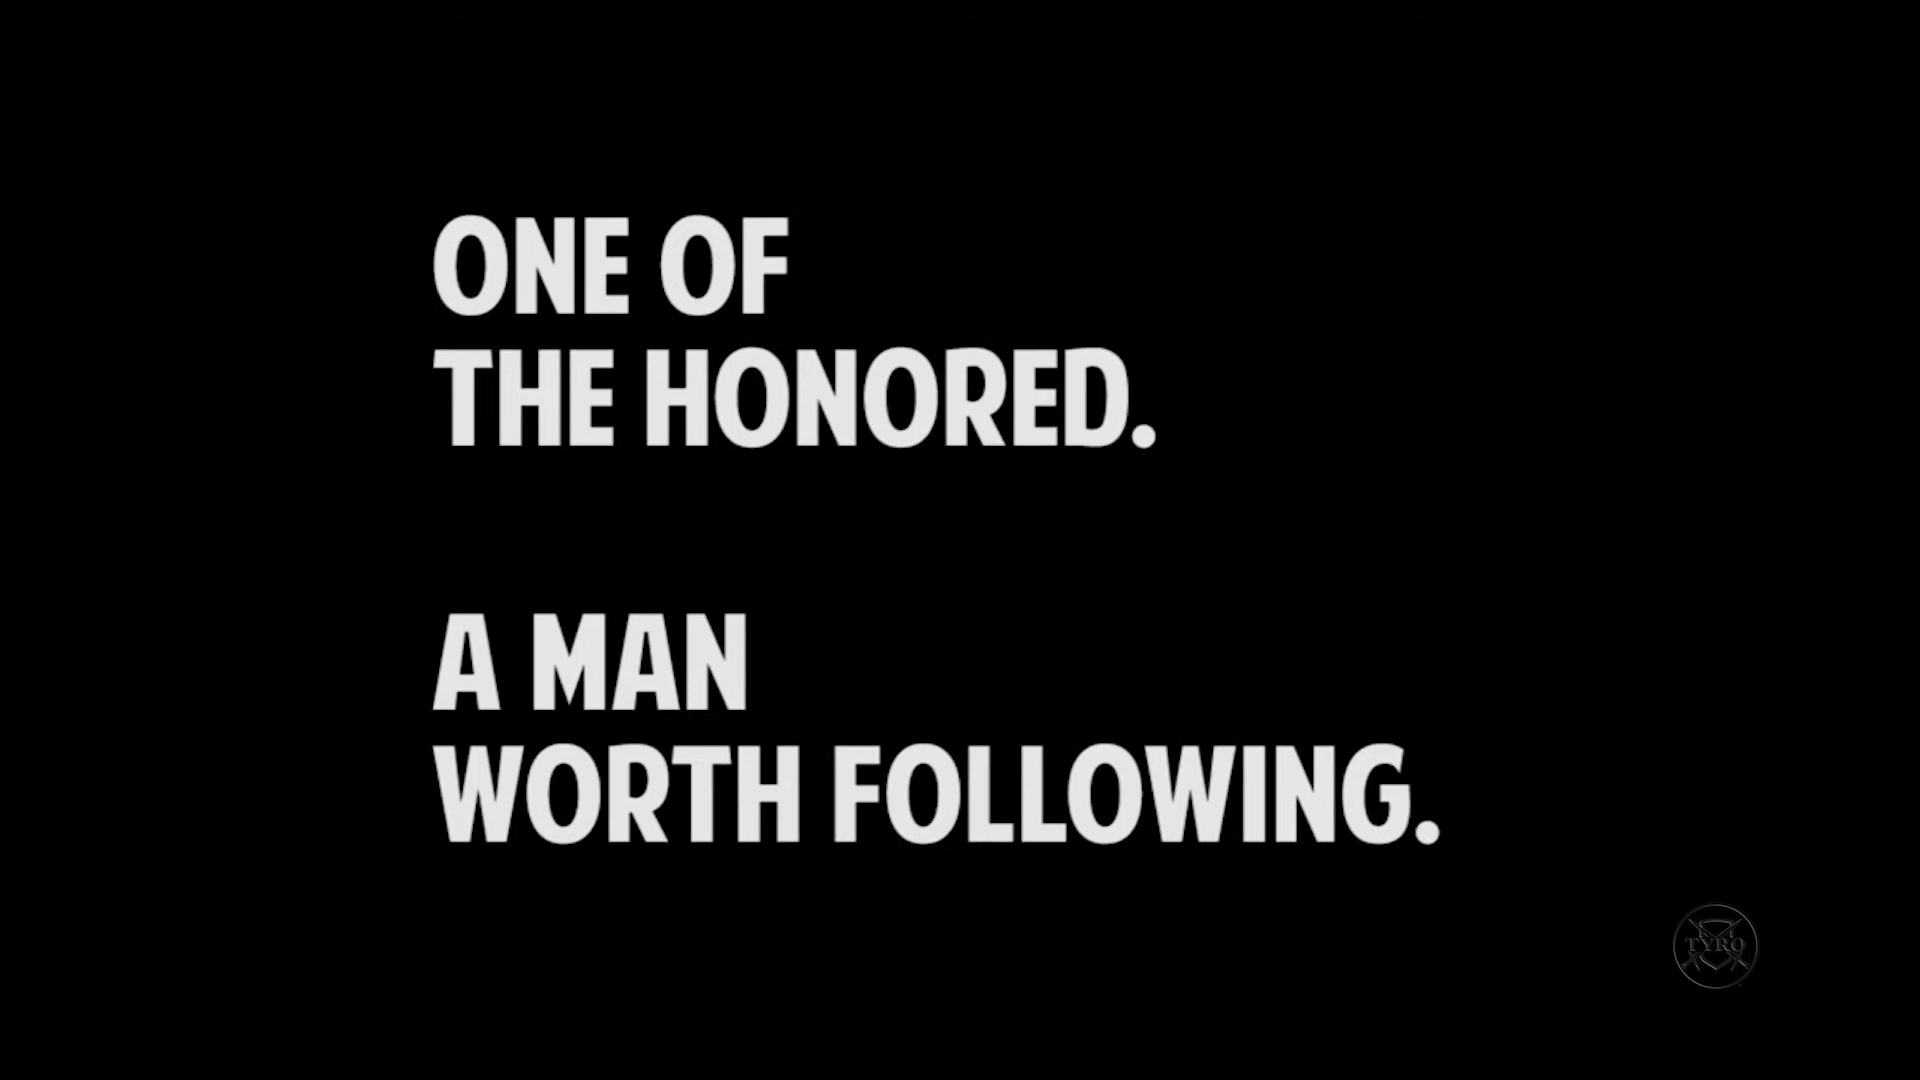 ONE OF
THE HONORED.
A MAN
WORTH FOLLOWING.
TYRO